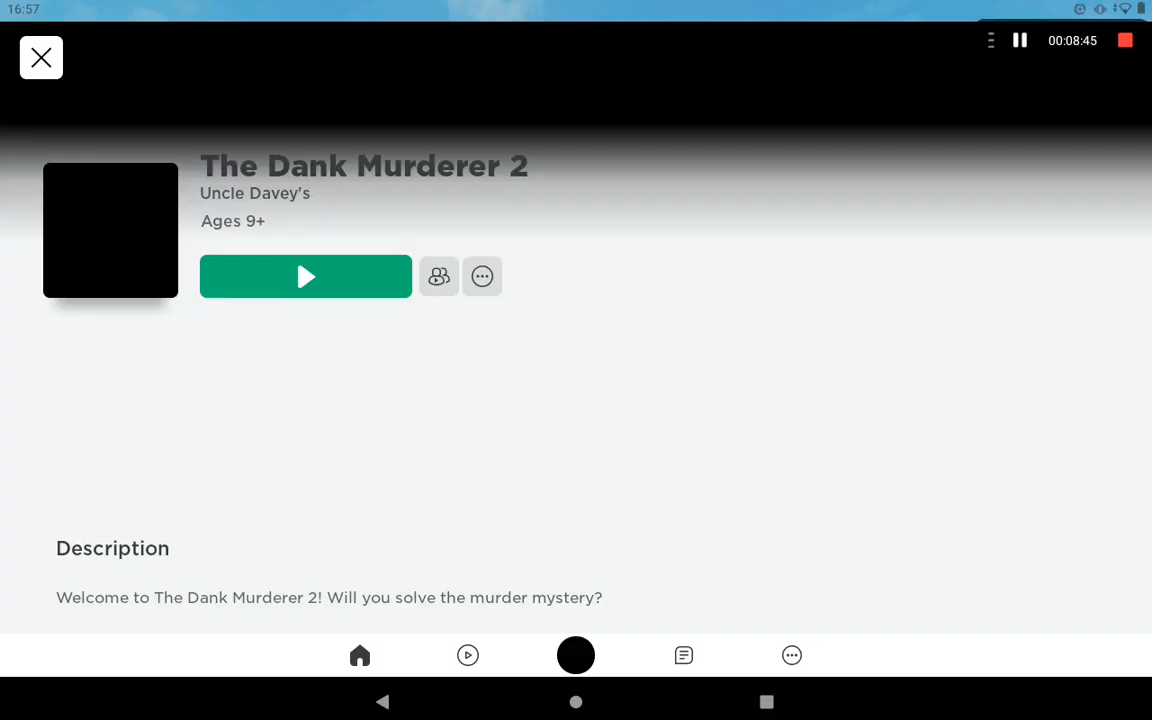 16:57
00:08:45
The Dank Murderer 2
Uncle Davey's
Ages 9+
Description
Welcome to The Dank Murderer 2! Will you solve the murder mystery?